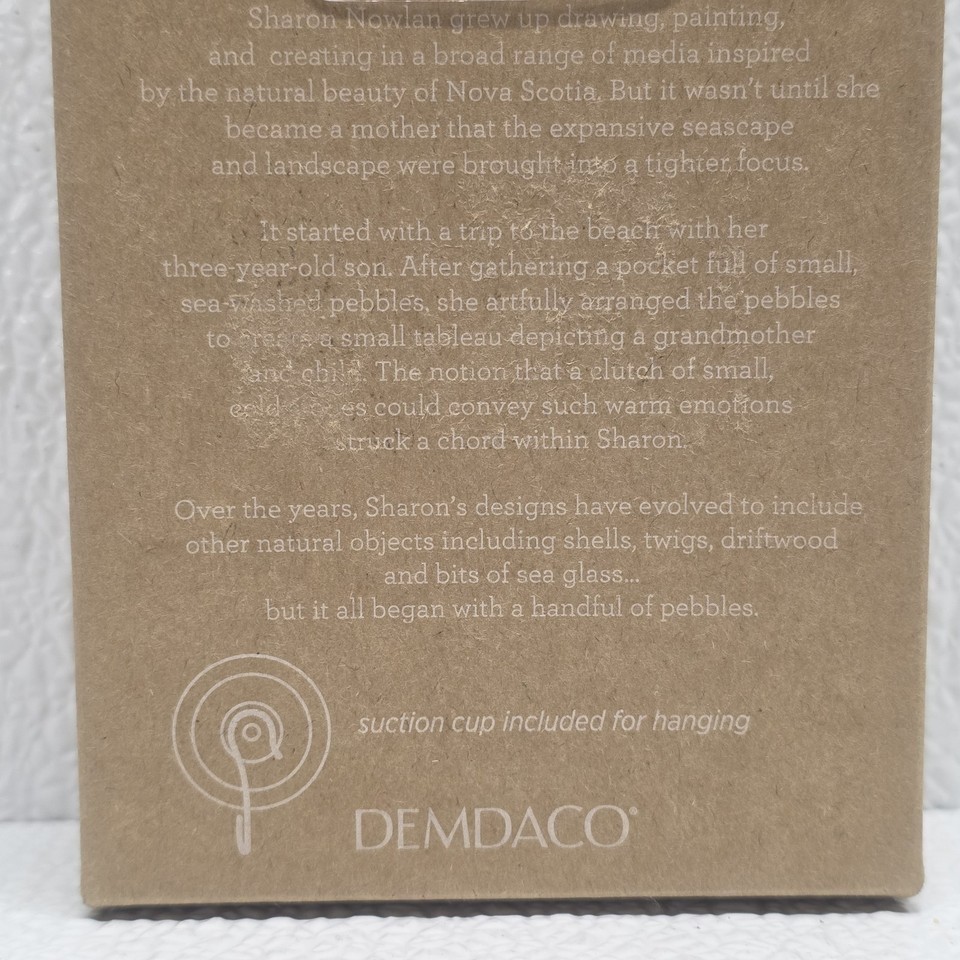 Sharon Nowlan grew up drawing, painting,
and creating in a broad range of media inspired
by the natural beauty of Nova Scotia. But it wasn't until she
became a mother that the expansive seascape
and landscape were brought into a tighter focus.
It started with a trip to the beach with her
three-year-old son. After gathering a pocket full of small,
sea-washed pebbles, she artfully arranged the pebbles
to create a small tableau depicting a grandmother
and child. The notion that a clutch of small,
could convey such warm emotions
struck a chord within Sharon.
Over the years, Sharon's designs have evolved to include
other natural objects including shells, twigs, driftwood
and bits of sea glass...
but it all began with a handful of pebbles.
suction cup included for hanging
DEMDACO®